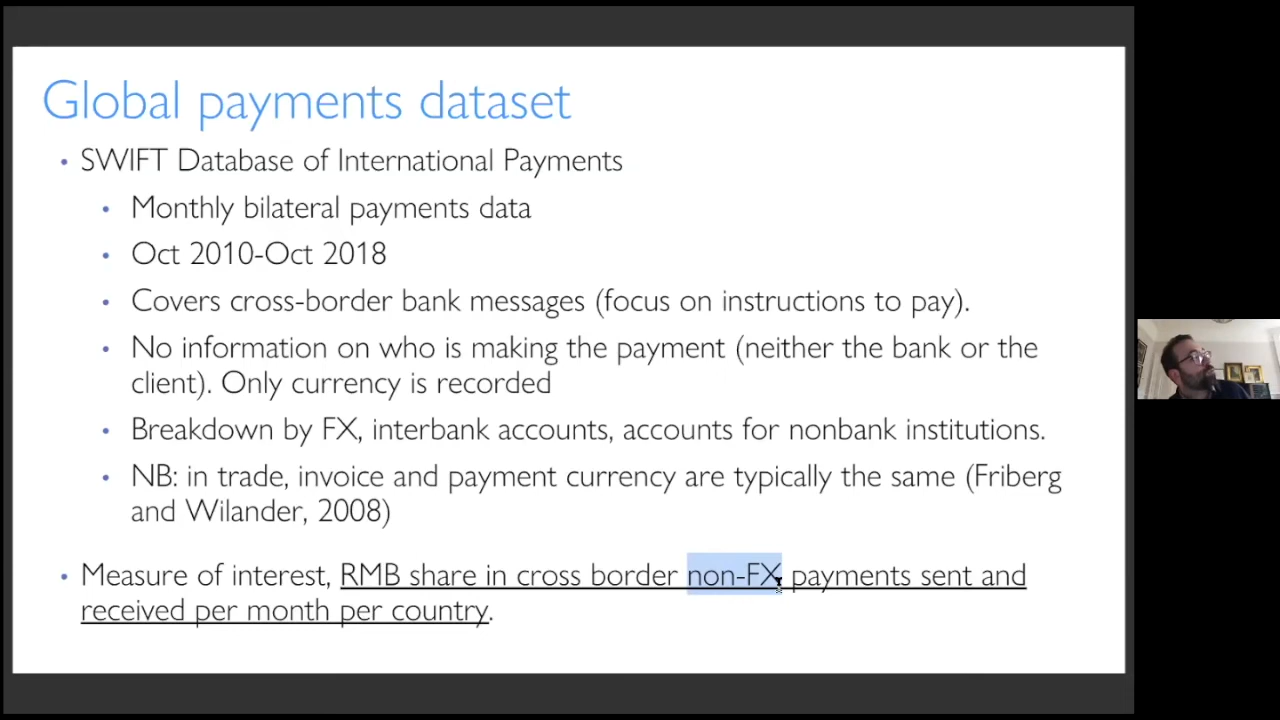 Global payments dataset
• SWIFT Database of International Payments
• Monthly bilateral payments data
• Oct 2010-Oct 2018
• Covers cross-border bank messages (focus on instructions to pay).
• No information on who is making the payment (neither the bank or the
client). Only currency is recorded
• Breakdown by FX, interbank accounts, accounts for nonbank institutions.
• NB: in trade, invoice and payment currency are typically the same (Friberg
and Wilander, 2008)
• Measure of interest, RMB share in cross border non-FX payments sent and
received per month per country.